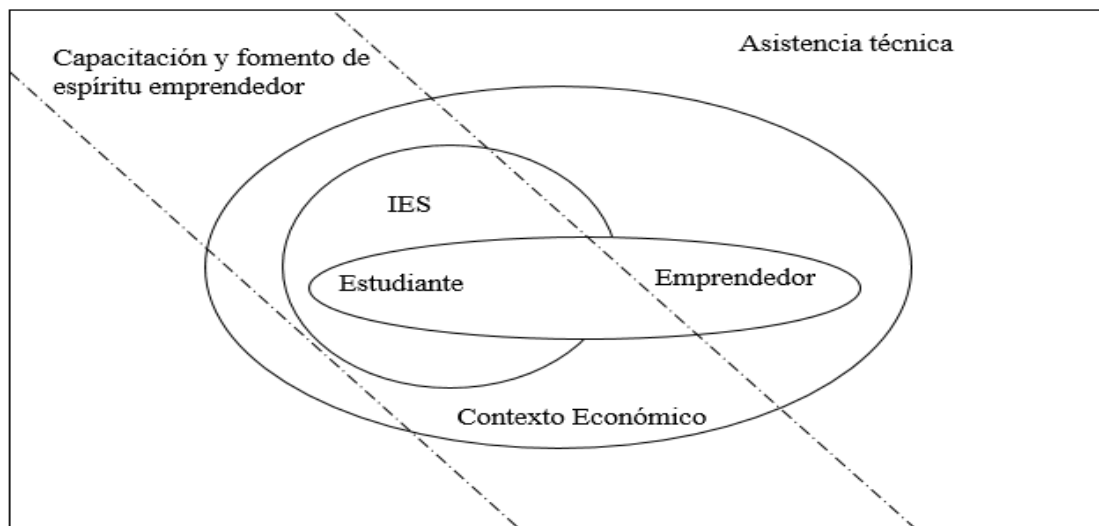 Capacitación y fomento de
espíritu emprendedor
Asistencia técnica
IES
Estudiante
Emprendedor
Contexto Económico